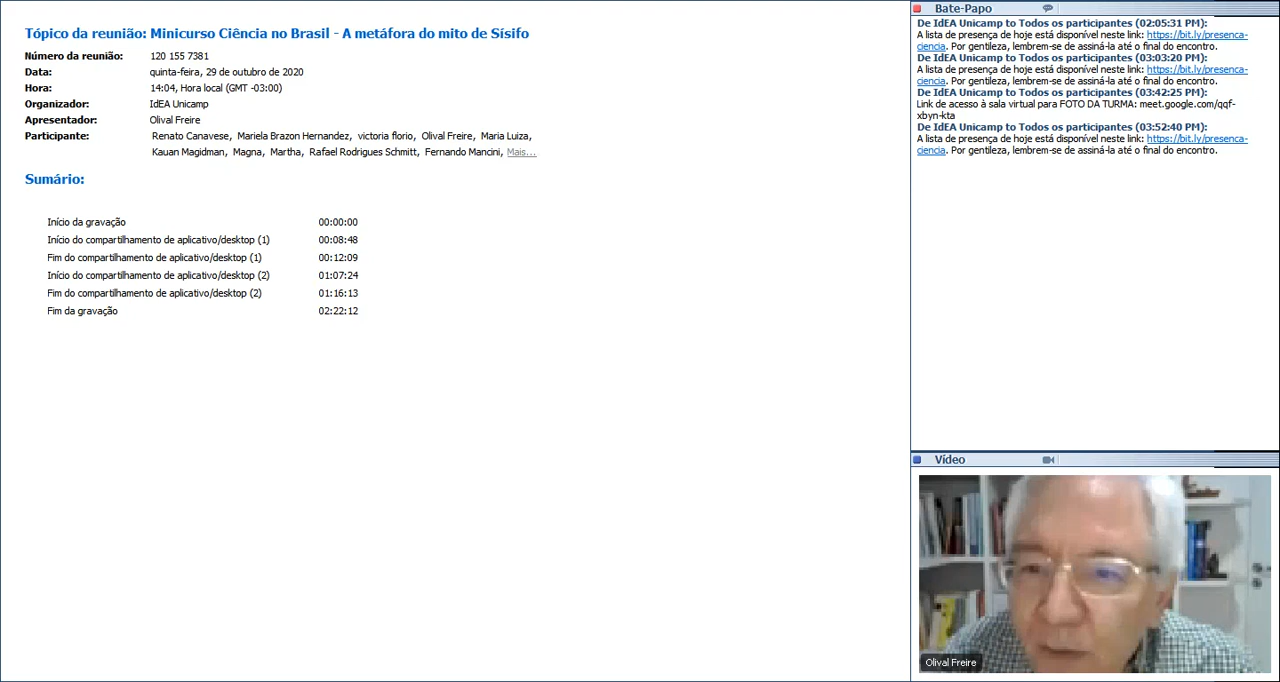 Tópico da reunião: Minicurso Ciência no Brasil - A metáfora do mito de Sísifo
Número da reunião: 120 155 7381
Data: quinta-feira, 29 de outubro de 2020
Hora: 14:04, Hora local (GMT -03:00)
Organizador: IdEA Unicamp
Apresentador: Olival Freire
Participante: Renato Canavese, Mariela Brazon Hernandez, victoria florio, Olival Freire, Maria Luiza,
Kauan Magidman, Magna, Martha, Rafael Rodrigues Schmitt, Fernando Mancini, Mais...
Sumário:
Início da gravação 00:00:00
Início do compartilhamento de aplicativo/desktop (1) 00:08:48
Fim do compartilhamento de aplicativo/desktop (1) 00:12:09
Início do compartilhamento de aplicativo/desktop (2) 01:07:24
Fim do compartilhamento de aplicativo/desktop (2) 01:16:13
Fim da gravação 02:22:12
Bate-Papo
De IdEA Unicamp to Todos os participantes (02:05:31 PM):
A lista de presença de hoje está disponível neste link: https://bit.ly/presenca-
ciencia. Por gentileza, lembrem-se de assiná-la até o final do encontro.
De IdEA Unicamp to Todos os participantes (03:03:20 PM):
A lista de presença de hoje está disponível neste link: https://bit.ly/presenca-
ciencia. Por gentileza, lembrem-se de assiná-la até o final do encontro.
De IdEA Unicamp to Todos os participantes (03:42:25 PM):
Link de acesso à sala virtual para FOTO DA TURMA: meet.google.com/qqf-
xbyn-kta
De IdEA Unicamp to Todos os participantes (03:52:40 PM):
A lista de presença de hoje está disponível neste link: https://bit.ly/presenca-
ciencia. Por gentileza, lembrem-se de assiná-la até o final do encontro.
Vídeo
Olival Freire